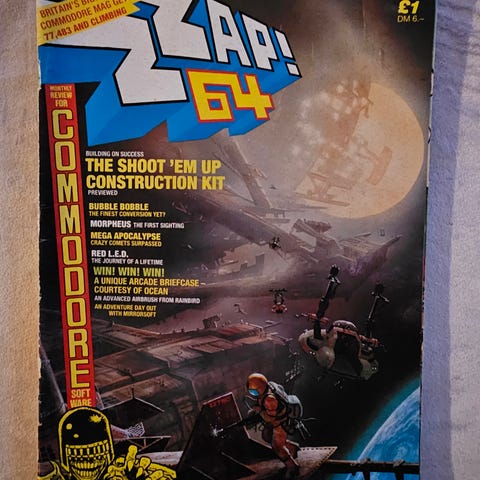 BRITAIN'S
COMMODORE MAG GE
77,483 AND CLIMBING
ZZAP!
64
£1
DM 6.–
MONTHLY
REVIEW
FOR
COMMODORE
SOFT
WARE
BUILDING ON SUCCESS
THE SHOOT 'EM UP
CONSTRUCTION KIT
PREVIEWED
BUBBLE BOBBLE
THE FINEST CONVERSION YET?
MORPHEUS THE FIRST SIGHTING
MEGA APOCALYPSE
CRAZY COMETS SURPASSED
RED L.E.D.
THE JOURNEY OF A LIFETIME
WIN! WIN! WIN!
A UNIQUE ARCADE BRIEFCASE
COURTESY OF OCEAN
AN ADVANCED AIRBRUSH FROM RAINBIRD
AN ADVENTURE DAY OUT
WITH MIRRORSOFT